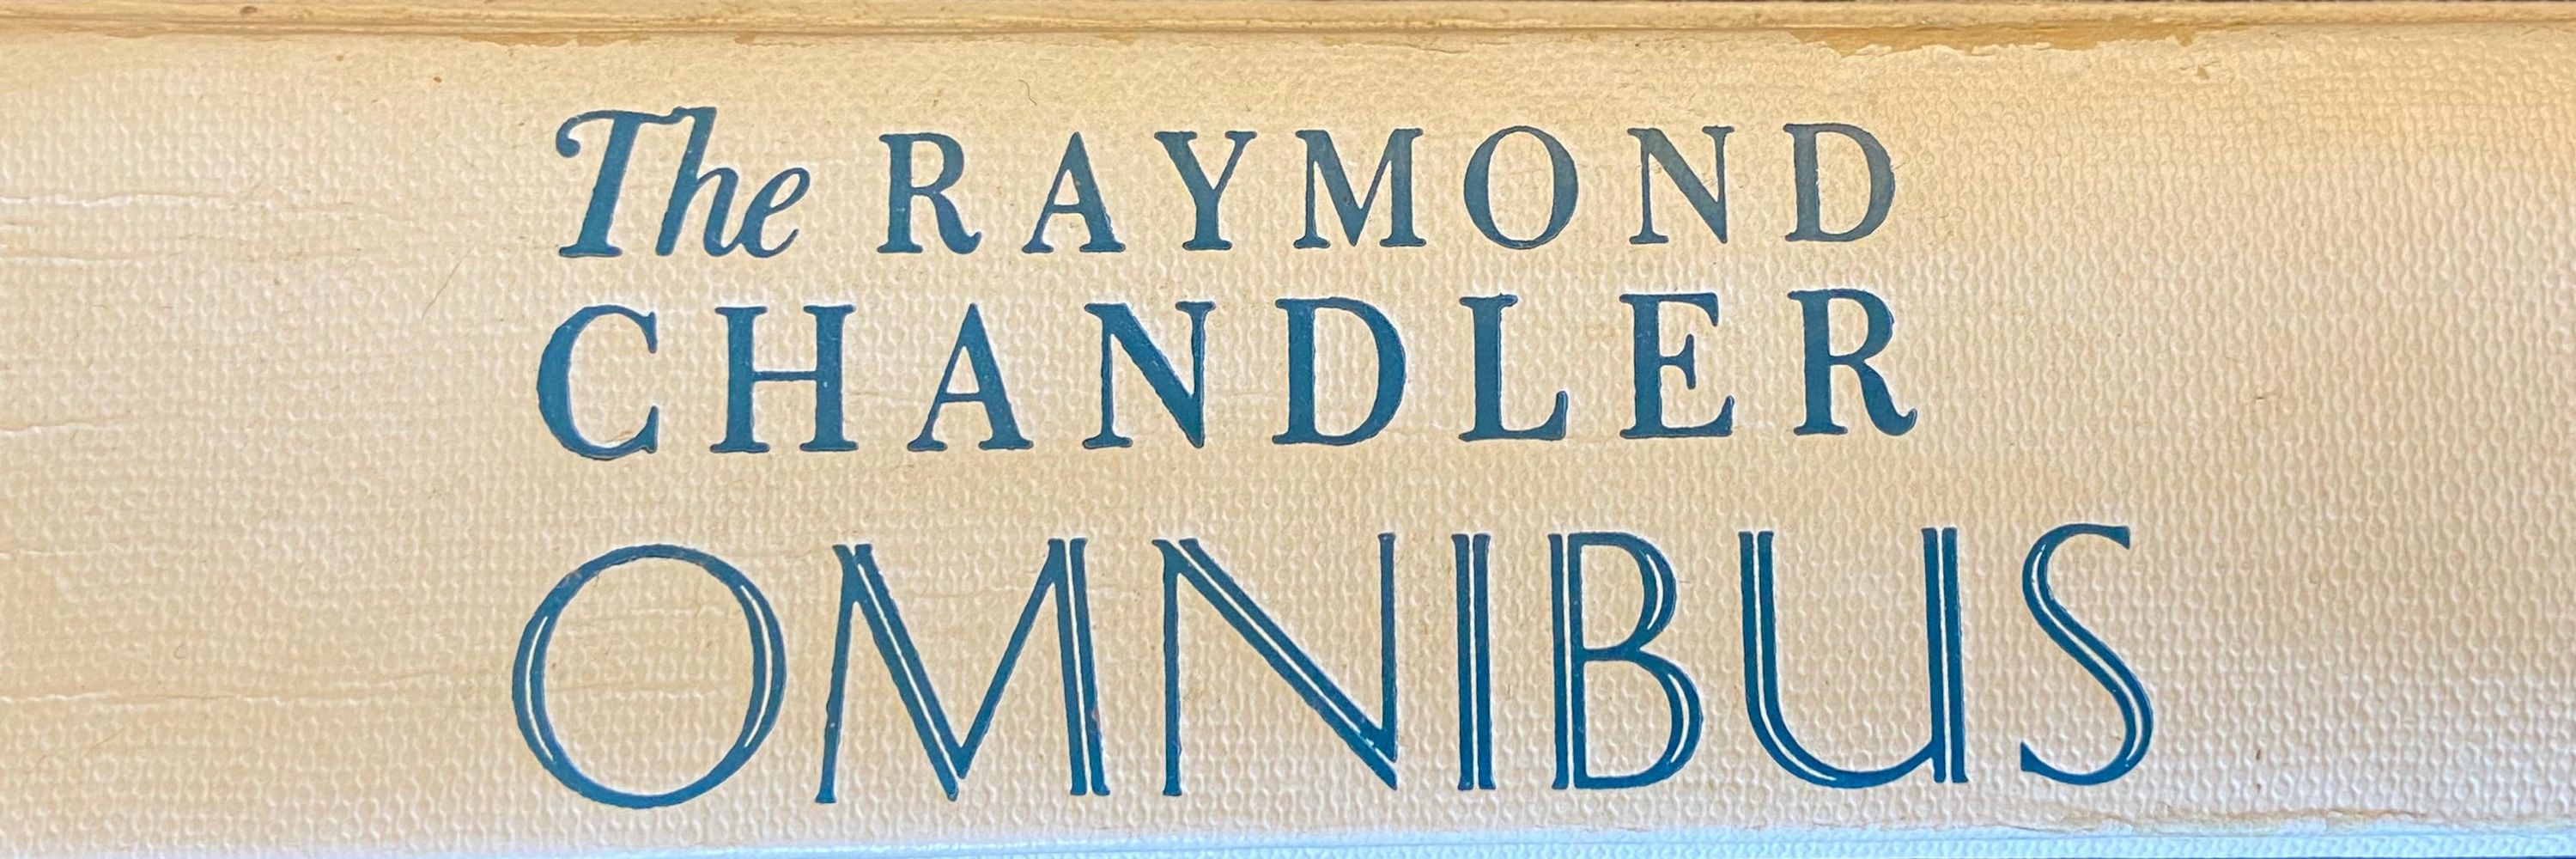 The RAYMOND
CHANDLER
OMNIBUS